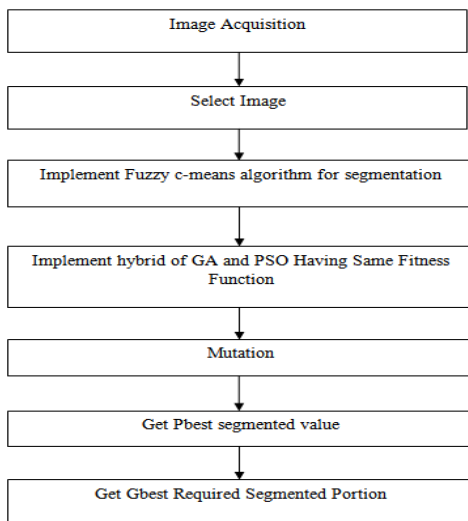 Image Acquisition
Select Image
Implement Fuzzy c-means algorithm for segmentation
Implement hybrid of GA and PSO Having Same Fitness
Function
Mutation
Get Pbest segmented value
Get Gbest Required Segmented Portion